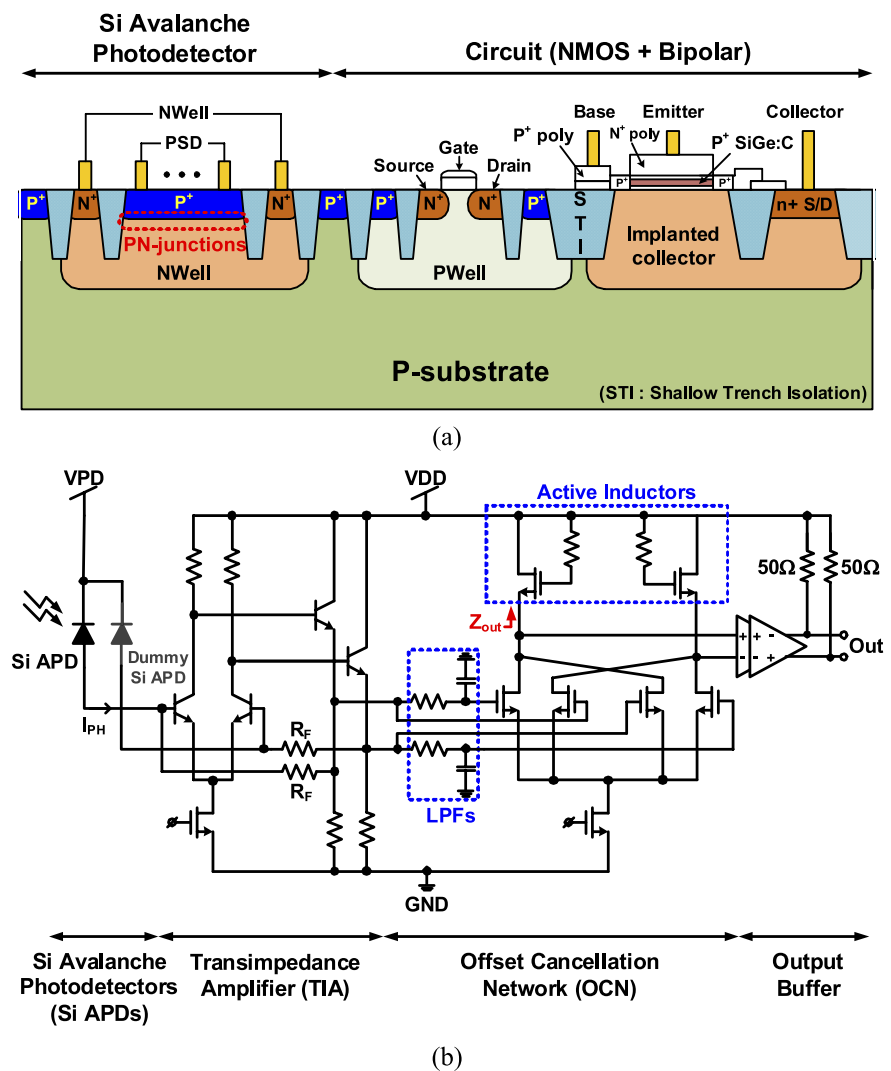 Si Avalanche
Photodetector
Circuit (NMOS + Bipolar)
NWell
PSD
Gate
Source
Drain
Base
Emitter
Collector
P+ poly
N+ poly
P+
SiGe:C
P+
N+
P+
N+
P+
P+
N+
N+
P+
S
T
I
P+
P+
n+ S/D
PN-junctions
NWell
PWell
Implanted
collector
P-substrate
(STI : Shallow Trench Isolation)
(a)
VPD
VDD
Active Inductors
50Ω
50Ω
Zout
Si APD
Dummy
Si APD
IPH
RF
RF
LPFs
+ -
+ -
- +
- +
Out
GND
Si Avalanche
Photodetectors
(Si APDs)
Transimpedance
Amplifier (TIA)
Offset Cancellation
Network (OCN)
Output
Buffer
(b)